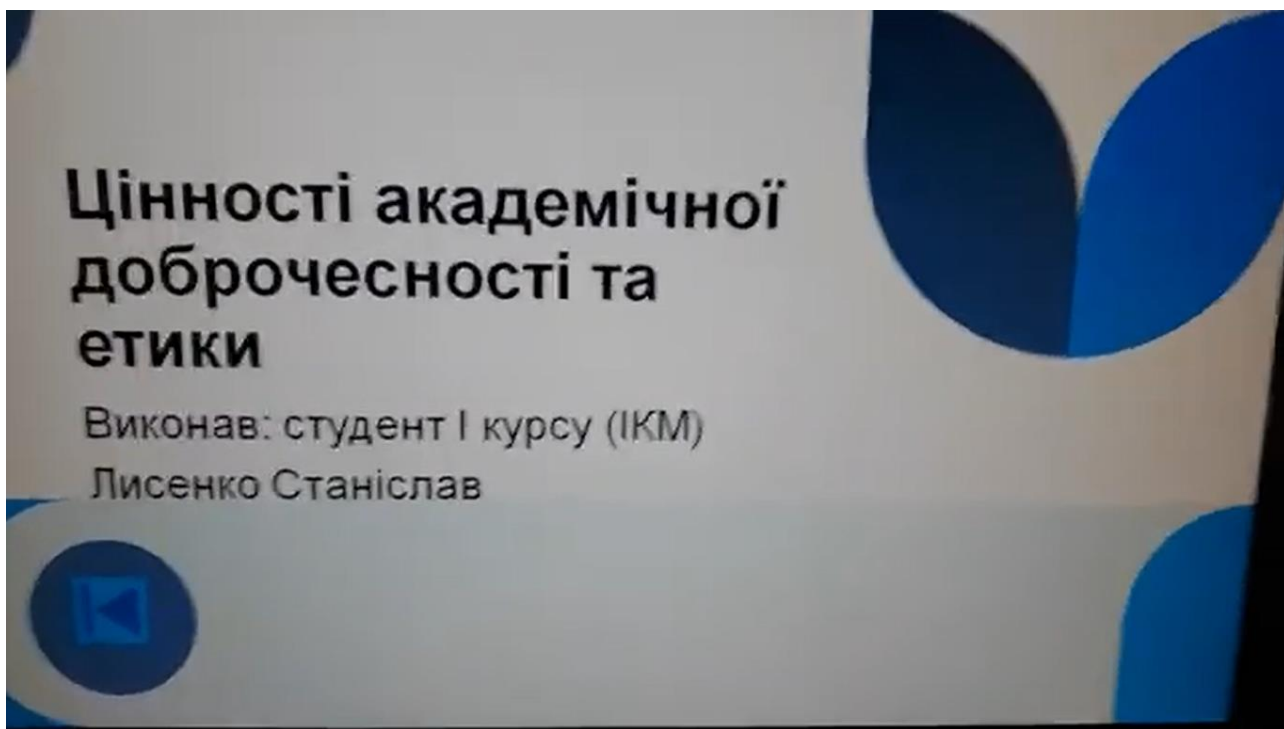 Цінності академічної
доброчесності та
етики
Виконав: студент І курсу (ІКМ)
Лисенко Станіслав